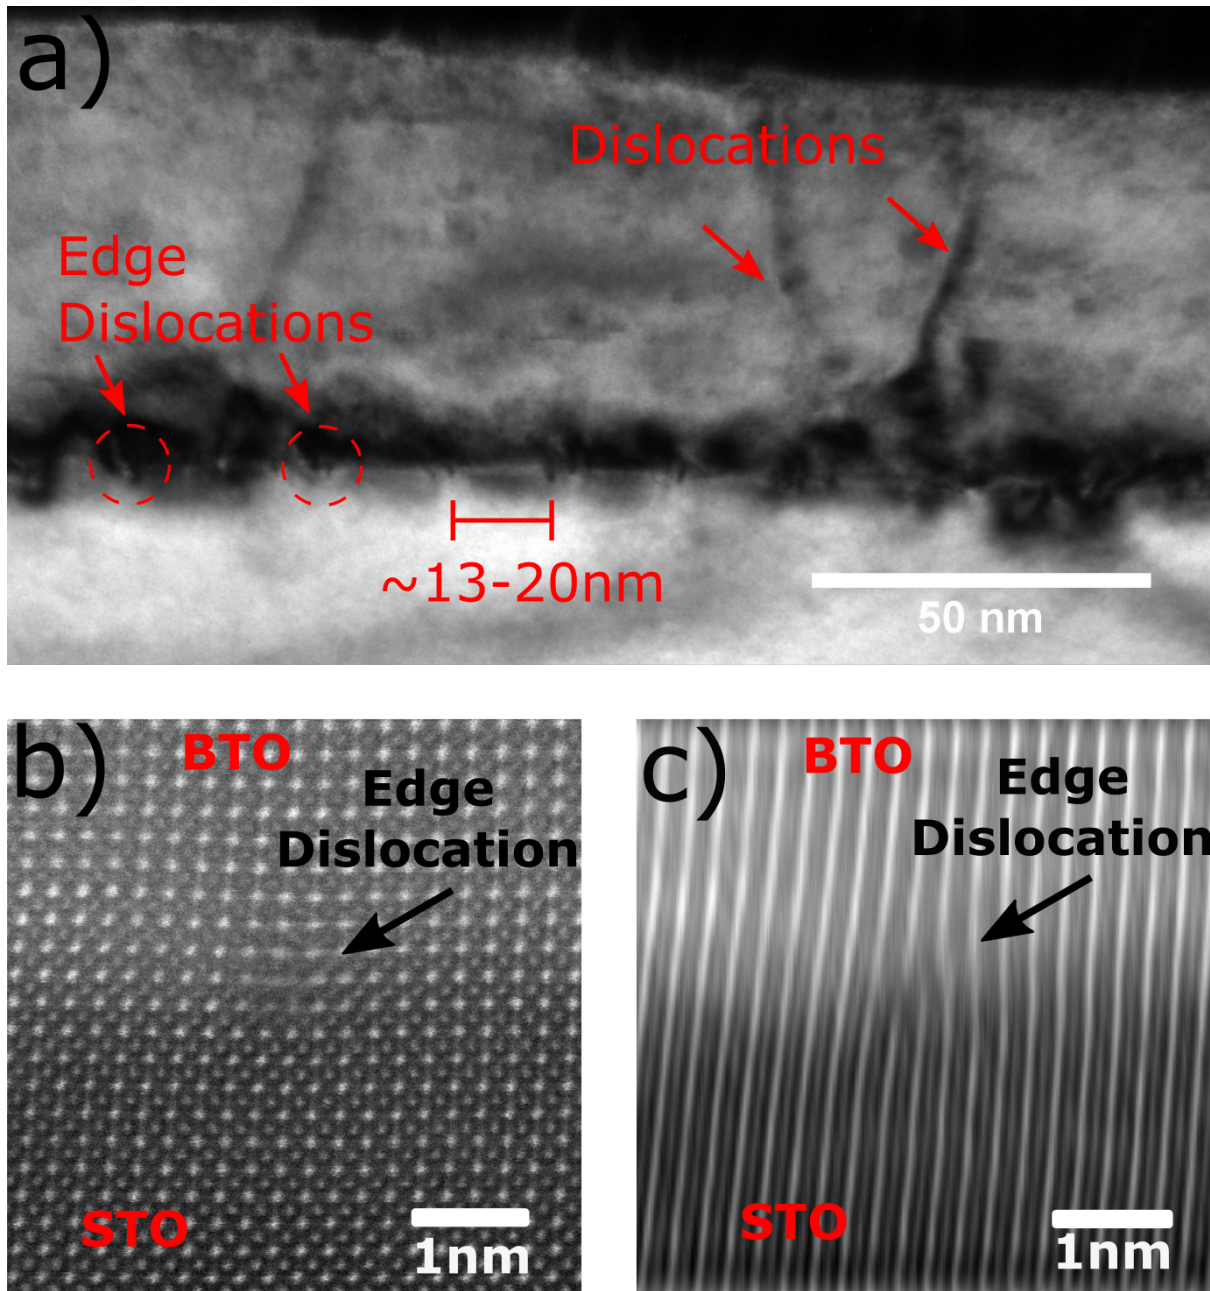 a)
Dislocations
Edge
Dislocations
~13-20nm
50 nm
b)
BTO
Edge
Dislocation
STO
1nm
c)
BTO
Edge
Dislocation
STO
1nm